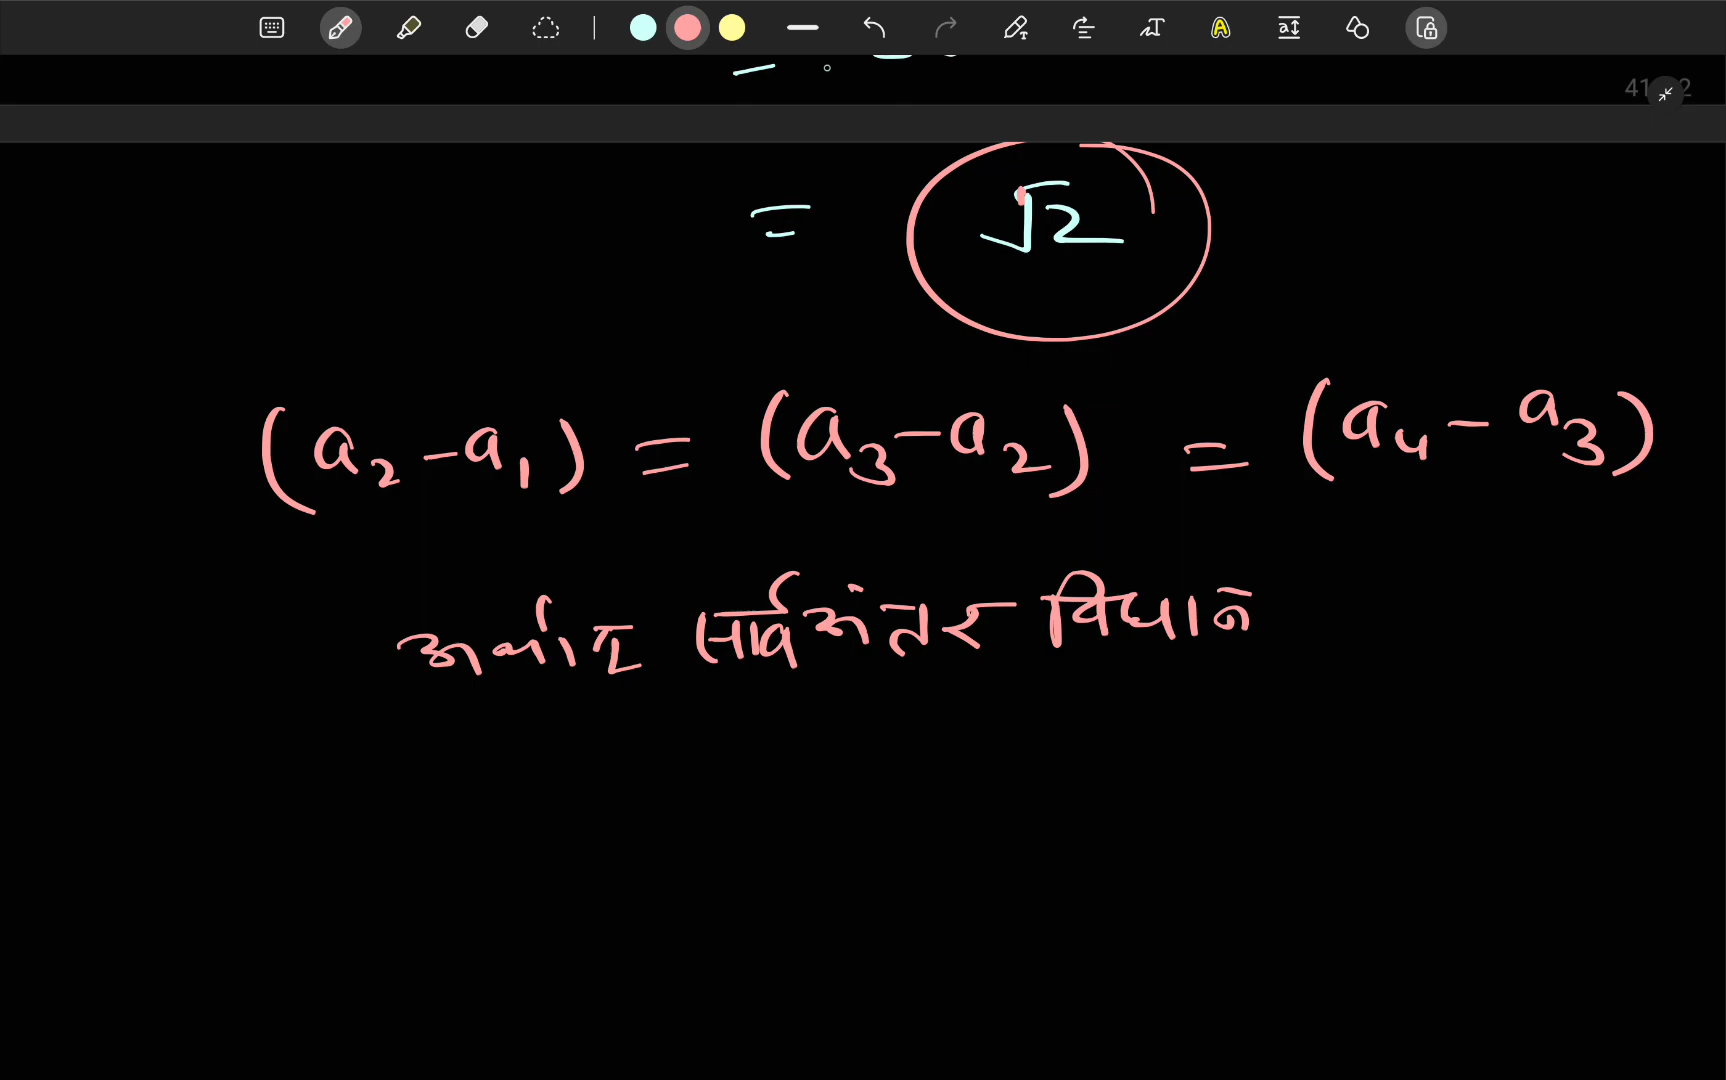 = √2
(a₂-a₁) = (a₃-a₂) = (a₄-a₃)
अर्थात् सार्वअंतर विधान